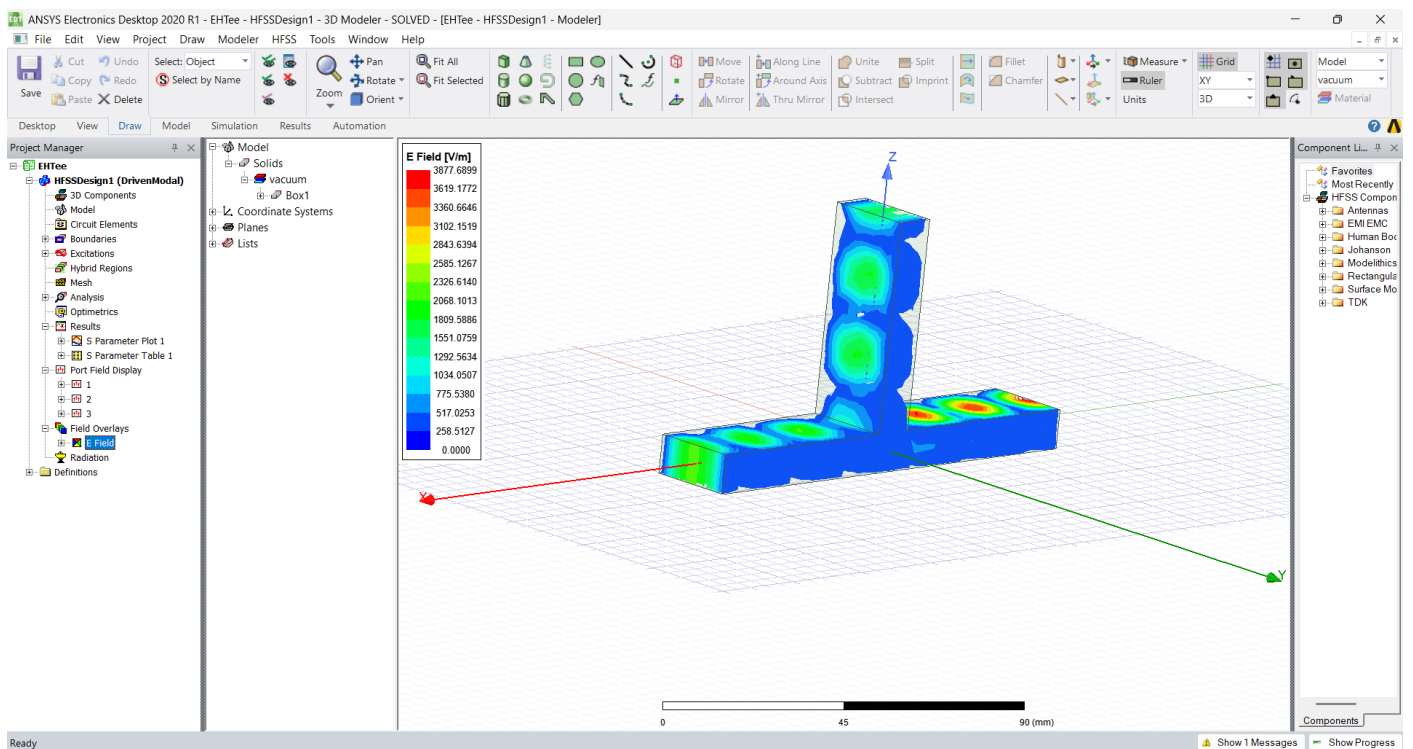 ANSYS Electronics Desktop 2020 R1 - EHTee - HFSSDesign1 - 3D Modeler - SOLVED - [EHTee - HFSSDesign1 - Modeler]
File Edit View Project Draw Modeler HFSS Tools Window Help
Save
Cut Undo
Copy Redo
Paste Delete
Select: Object
Select by Name
Zoom
Pan
Rotate
Orient
Fit All
Fit Selected
Move Along Line
Rotate Around Axis
Mirror Thru Mirror
Unite Split
Subtract Imprint
Intersect
Fillet
Chamfer
Measure
Ruler
Units
Grid
XY
3D
Model
vacuum
Material
Desktop View Draw Model Simulation Results Automation
Project Manager
EHTee
HFSSDesign1 (DrivenModal)
3D Components
Model
Circuit Elements
Boundaries
Excitations
Hybrid Regions
Mesh
Analysis
Optimetrics
Results
S Parameter Plot 1
S Parameter Table 1
Port Field Display
1
2
3
Field Overlays
E Field
Radiation
Definitions
Model
Solids
vacuum
Box1
Coordinate Systems
Planes
Lists
E Field [V/m]
3877.6899
3619.1772
3360.6646
3102.1519
2843.6394
2585.1267
2326.6140
2068.1013
1809.5886
1551.0759
1292.5634
1034.0507
775.5380
517.0253
258.5127
0.0000
Z
X
Y
0 45 90 (mm)
Component Li...
Favorites
Most Recently
HFSS Compon
Antennas
EMI EMC
Human Boc
Johanson
Modelithics
Rectangula
Surface Mo
TDK
Components
Ready
Show 1 Messages Show Progress